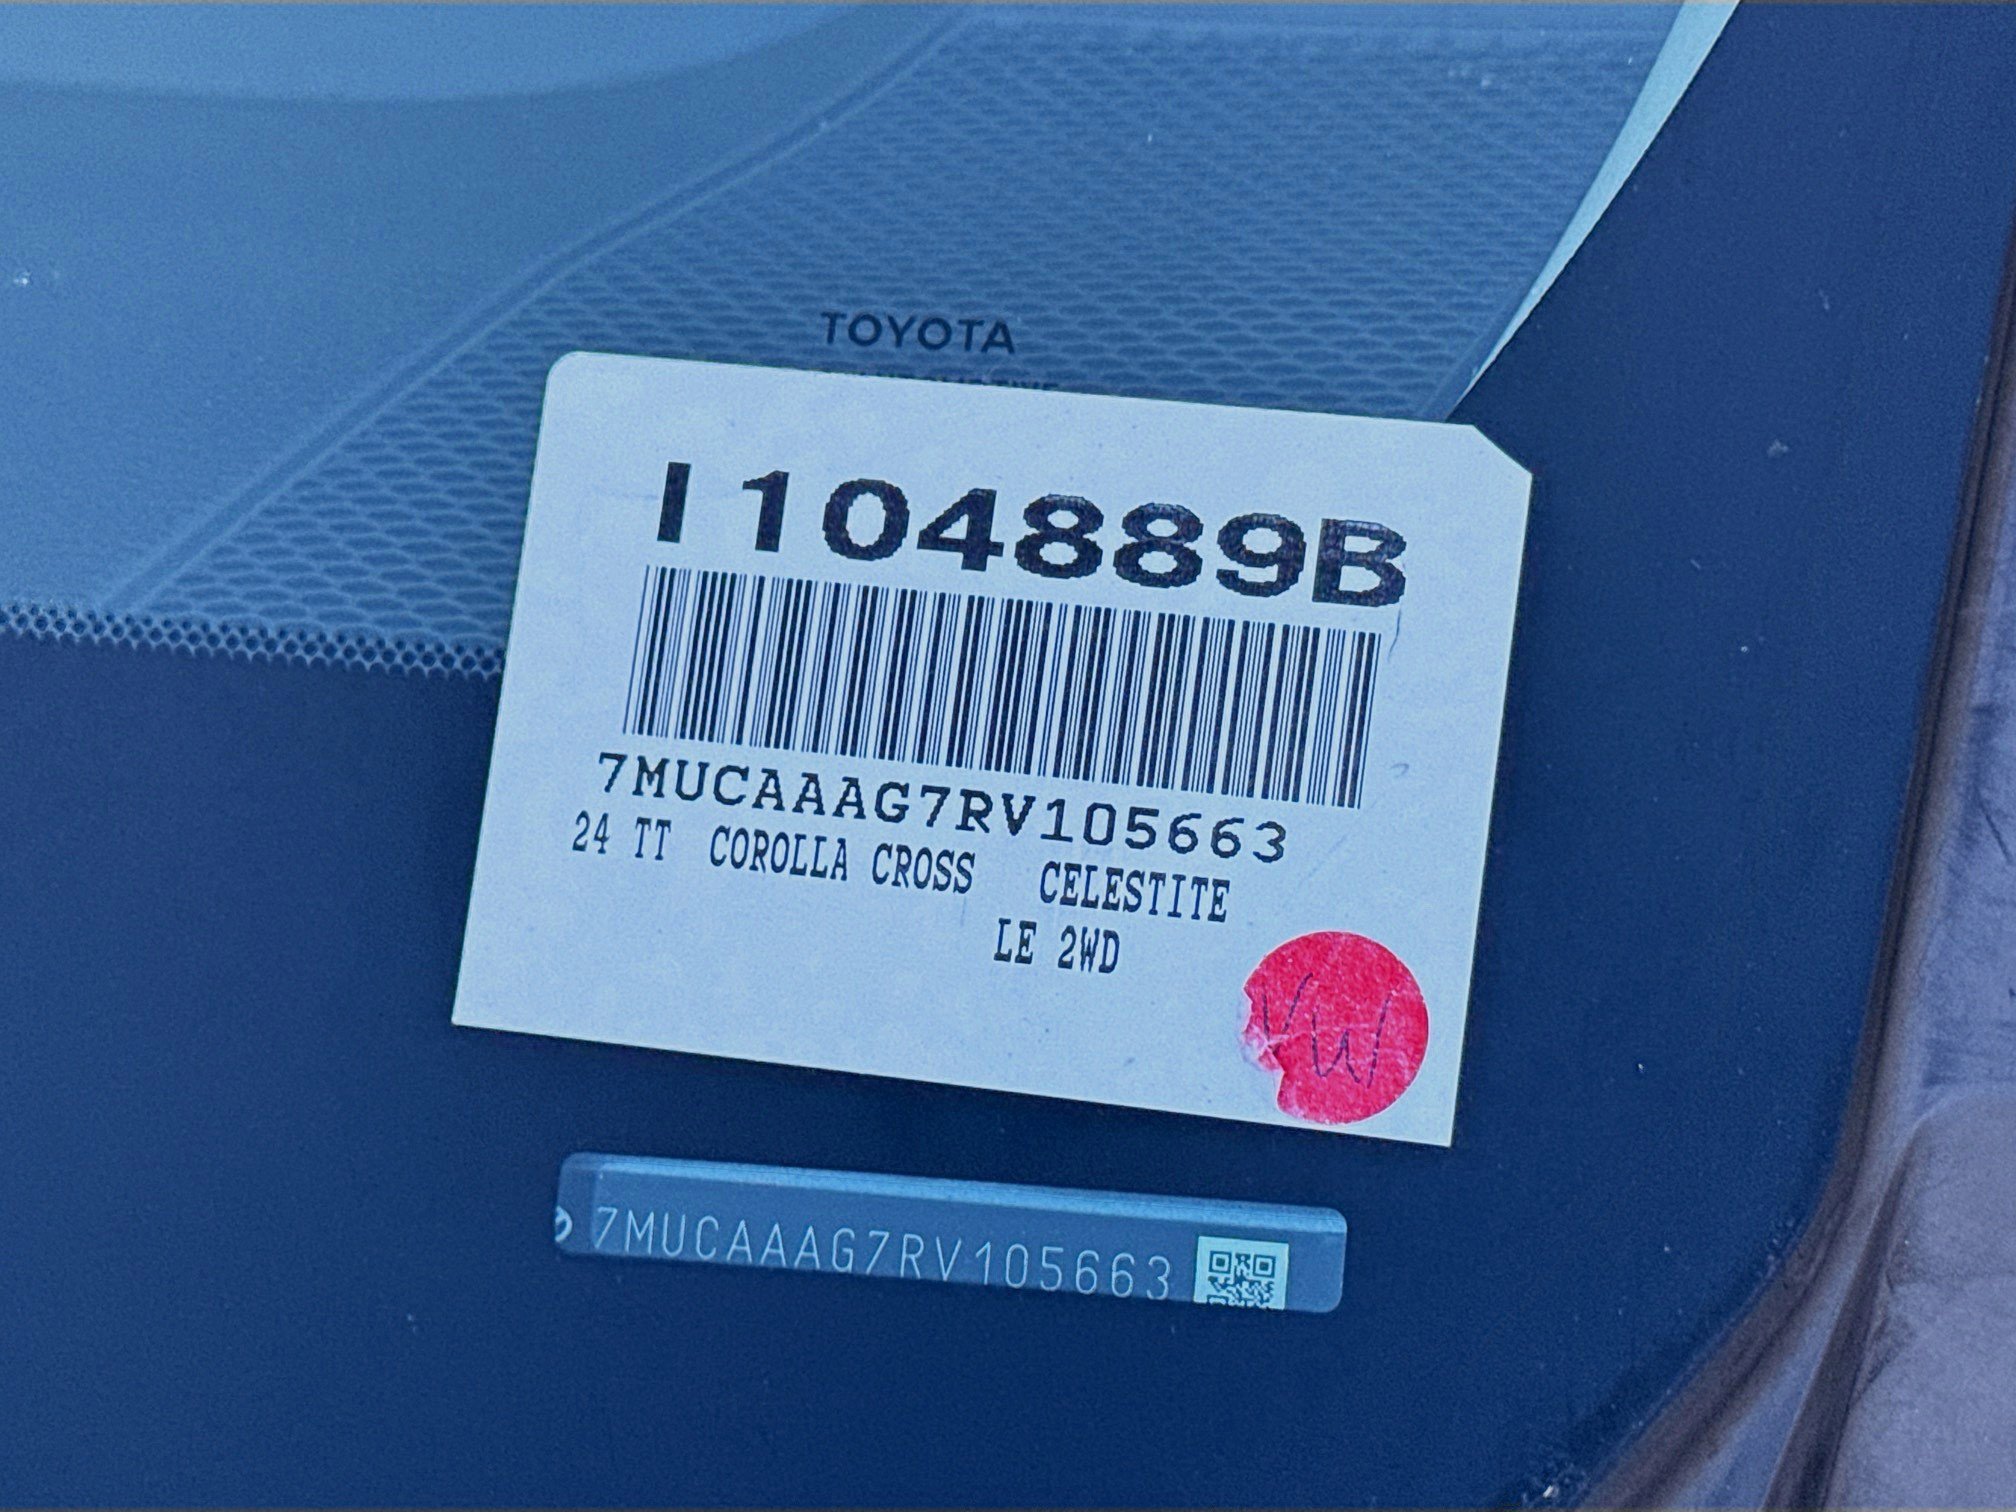 TOYOTA
I104889B
7MUCAAAG7RV105663
24 TT COROLLA CROSS CELESTITE
LE 2WD
VW
7MUCAAAG7RV105663